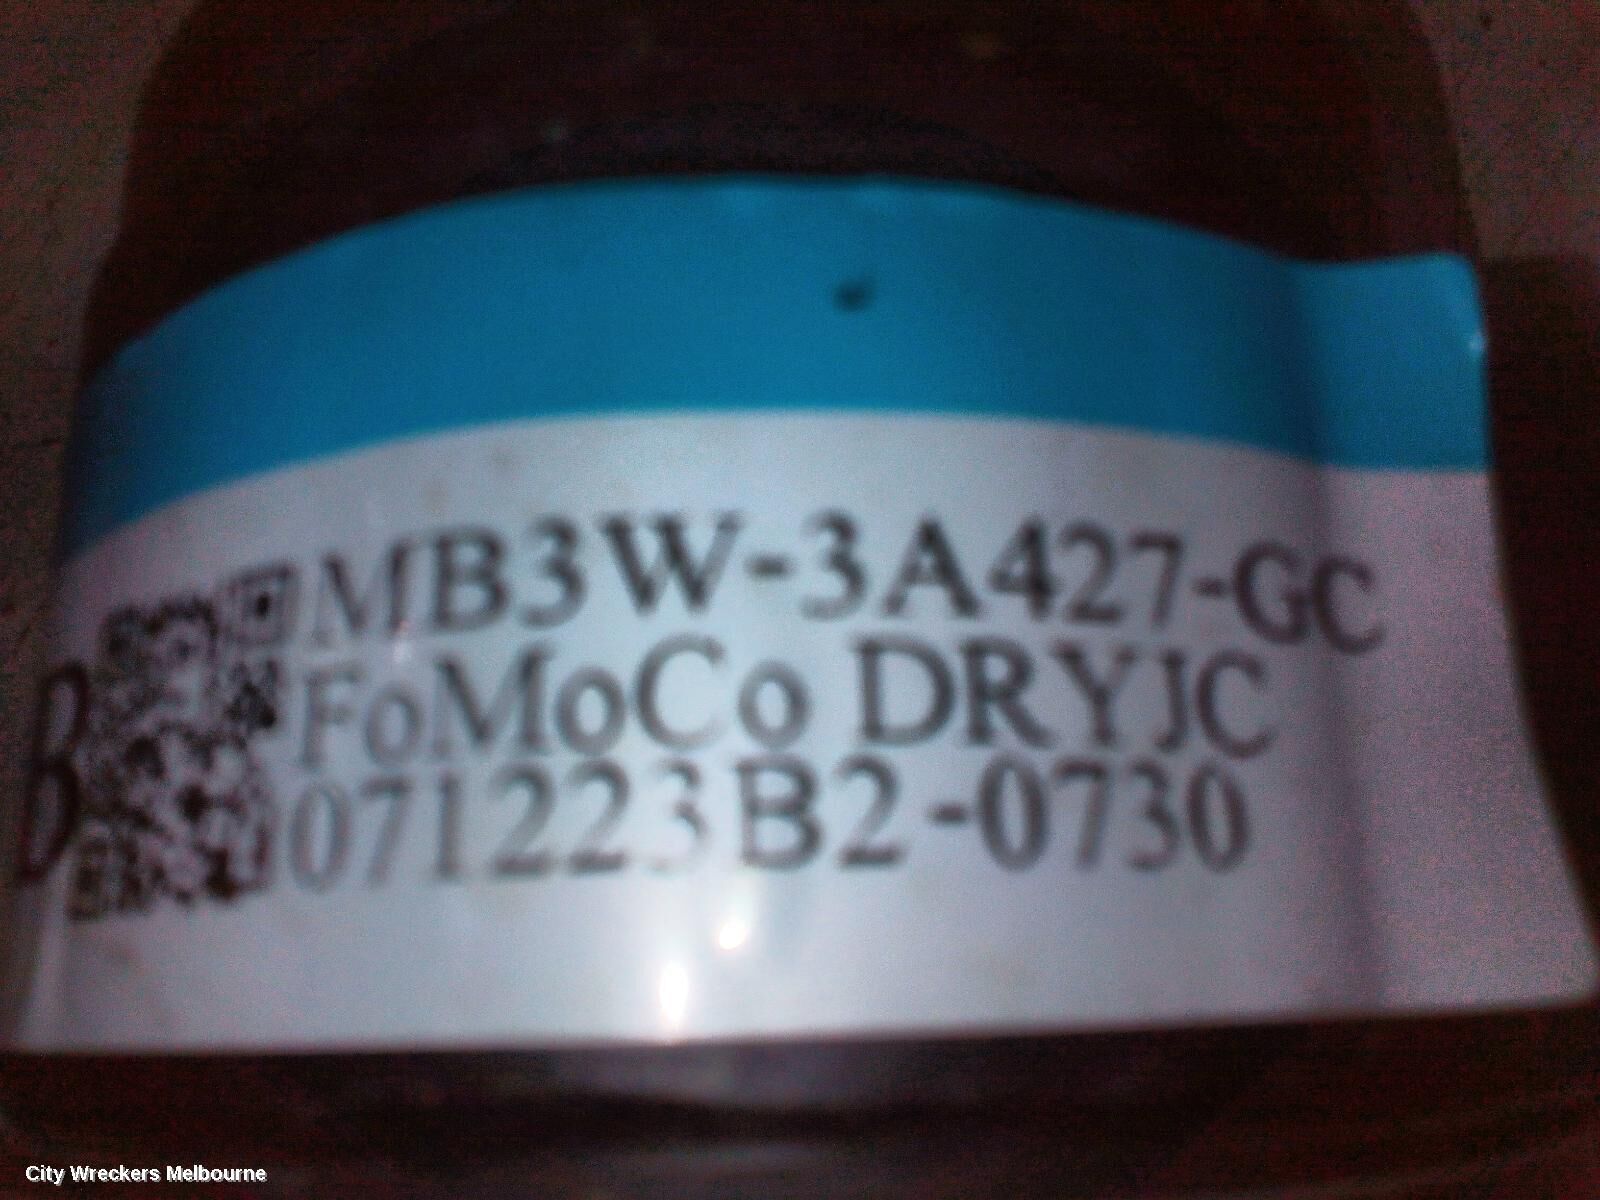 MB3W-3A427-GC
B
FoMoCo DRYJC
071223B2-0730
City Wreckers Melbourne